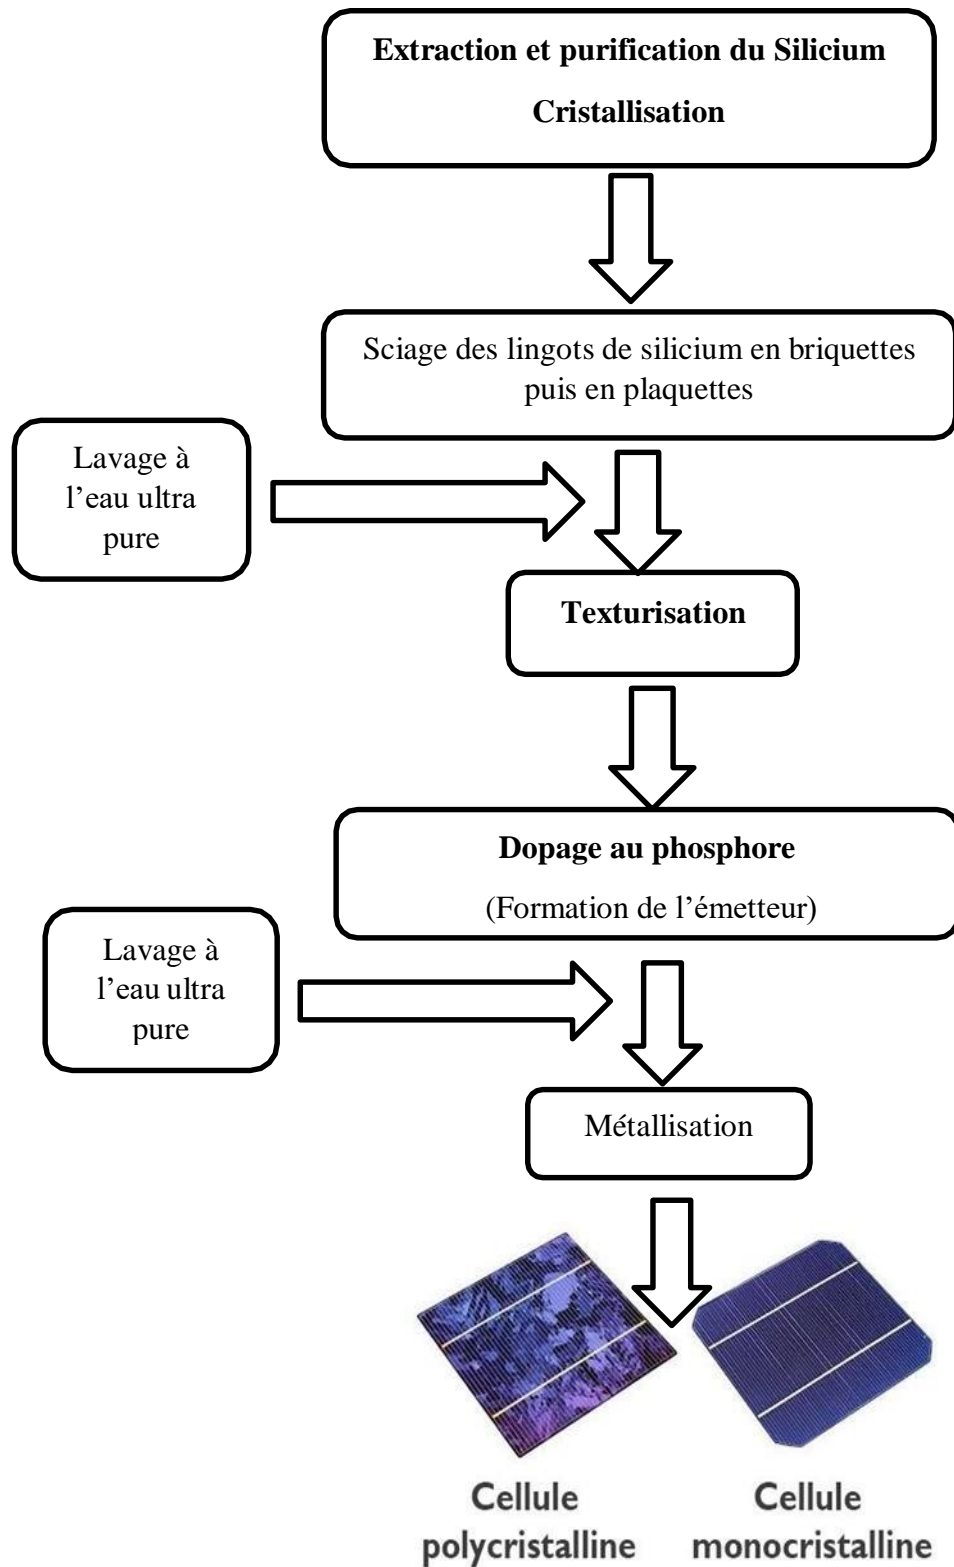 Extraction et purification du Silicium
Cristallisation
Sciage des lingots de silicium en briquettes
puis en plaquettes
Lavage à
l’eau ultra
pure
Texturisation
Dopage au phosphore
(Formation de l’émetteur)
Lavage à
l’eau ultra
pure
Métallisation
Cellule
polycristalline
Cellule
monocristalline